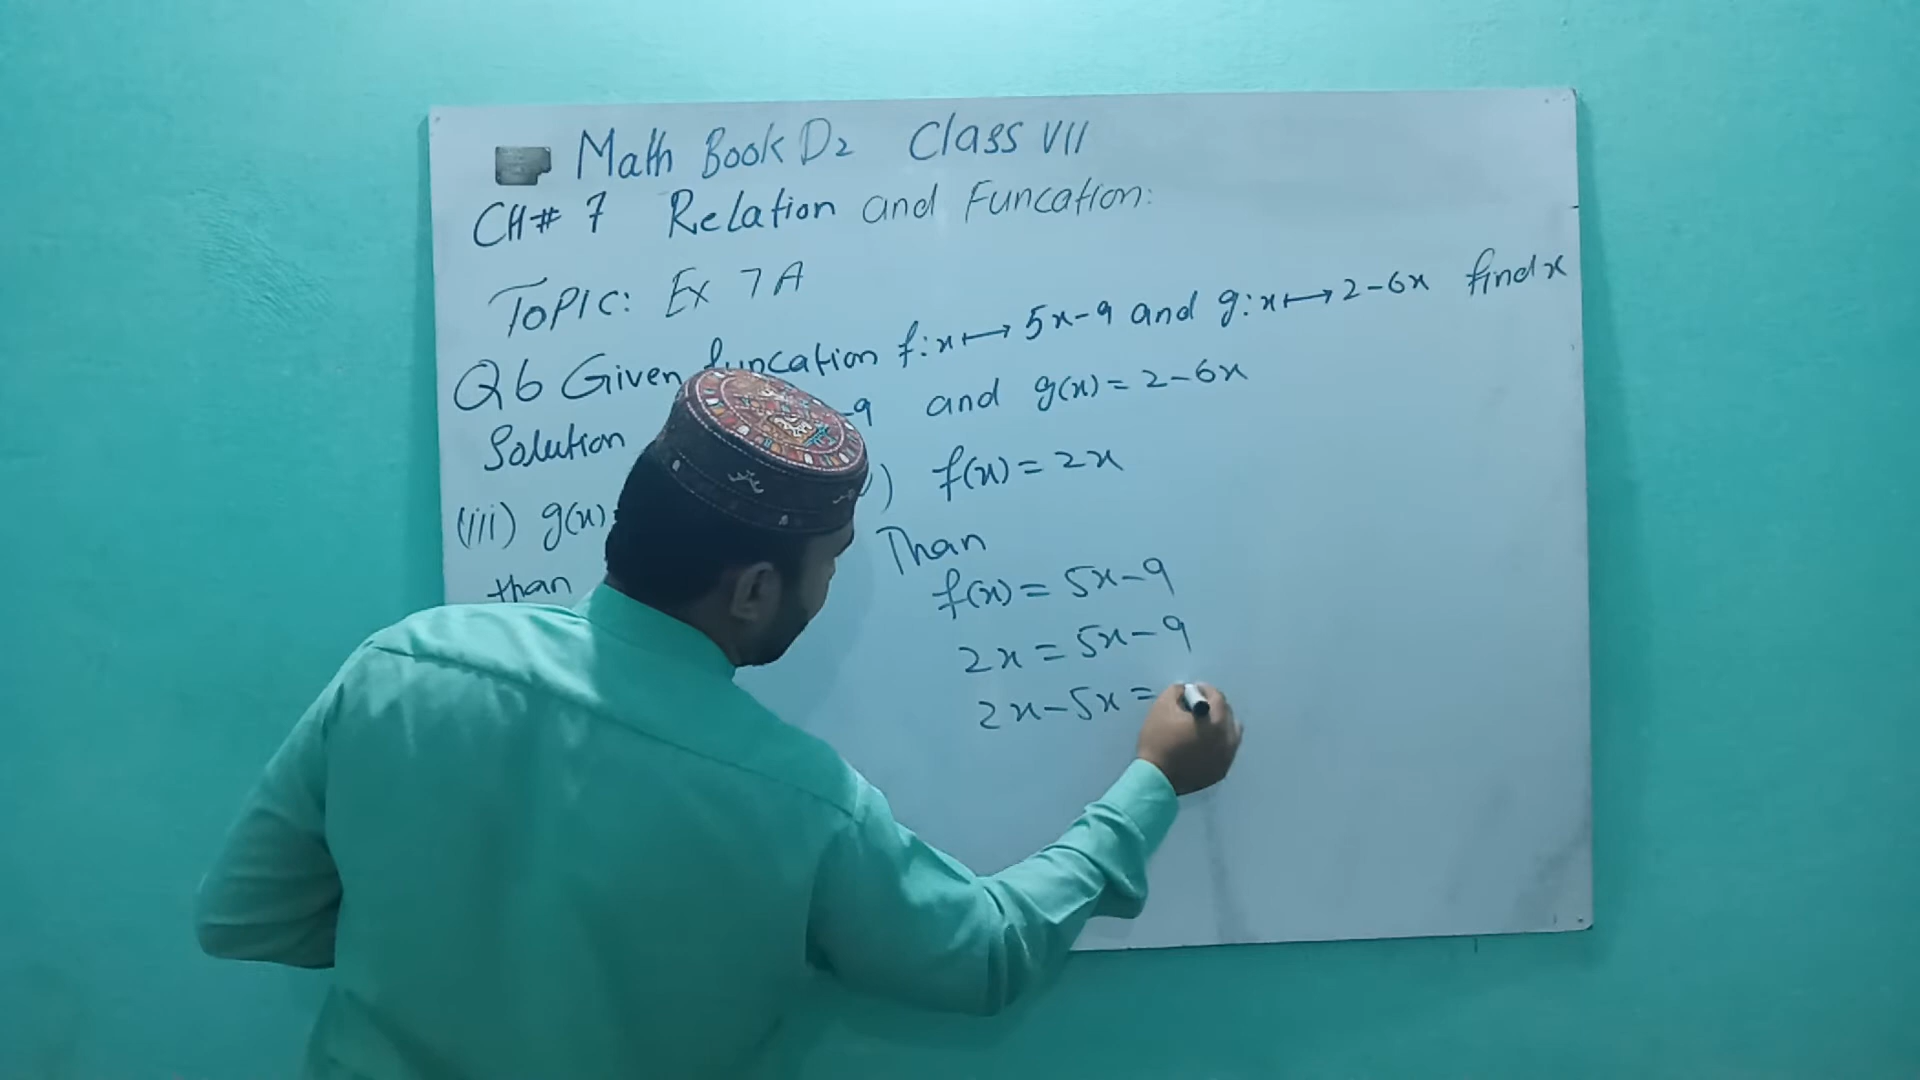 Math Book D2 Class VII
CH# 7 Relation and Funcation:
Topic: Ex 7A
Q6 Given funcation f:x⟼5x-9 and g:x⟼2-6x find x
Solution -9 and g(x)=2-6x
(iii) g(x) ) f(x)=2x
than
Than
f(x)=5x-9
2x=5x-9
2x-5x=